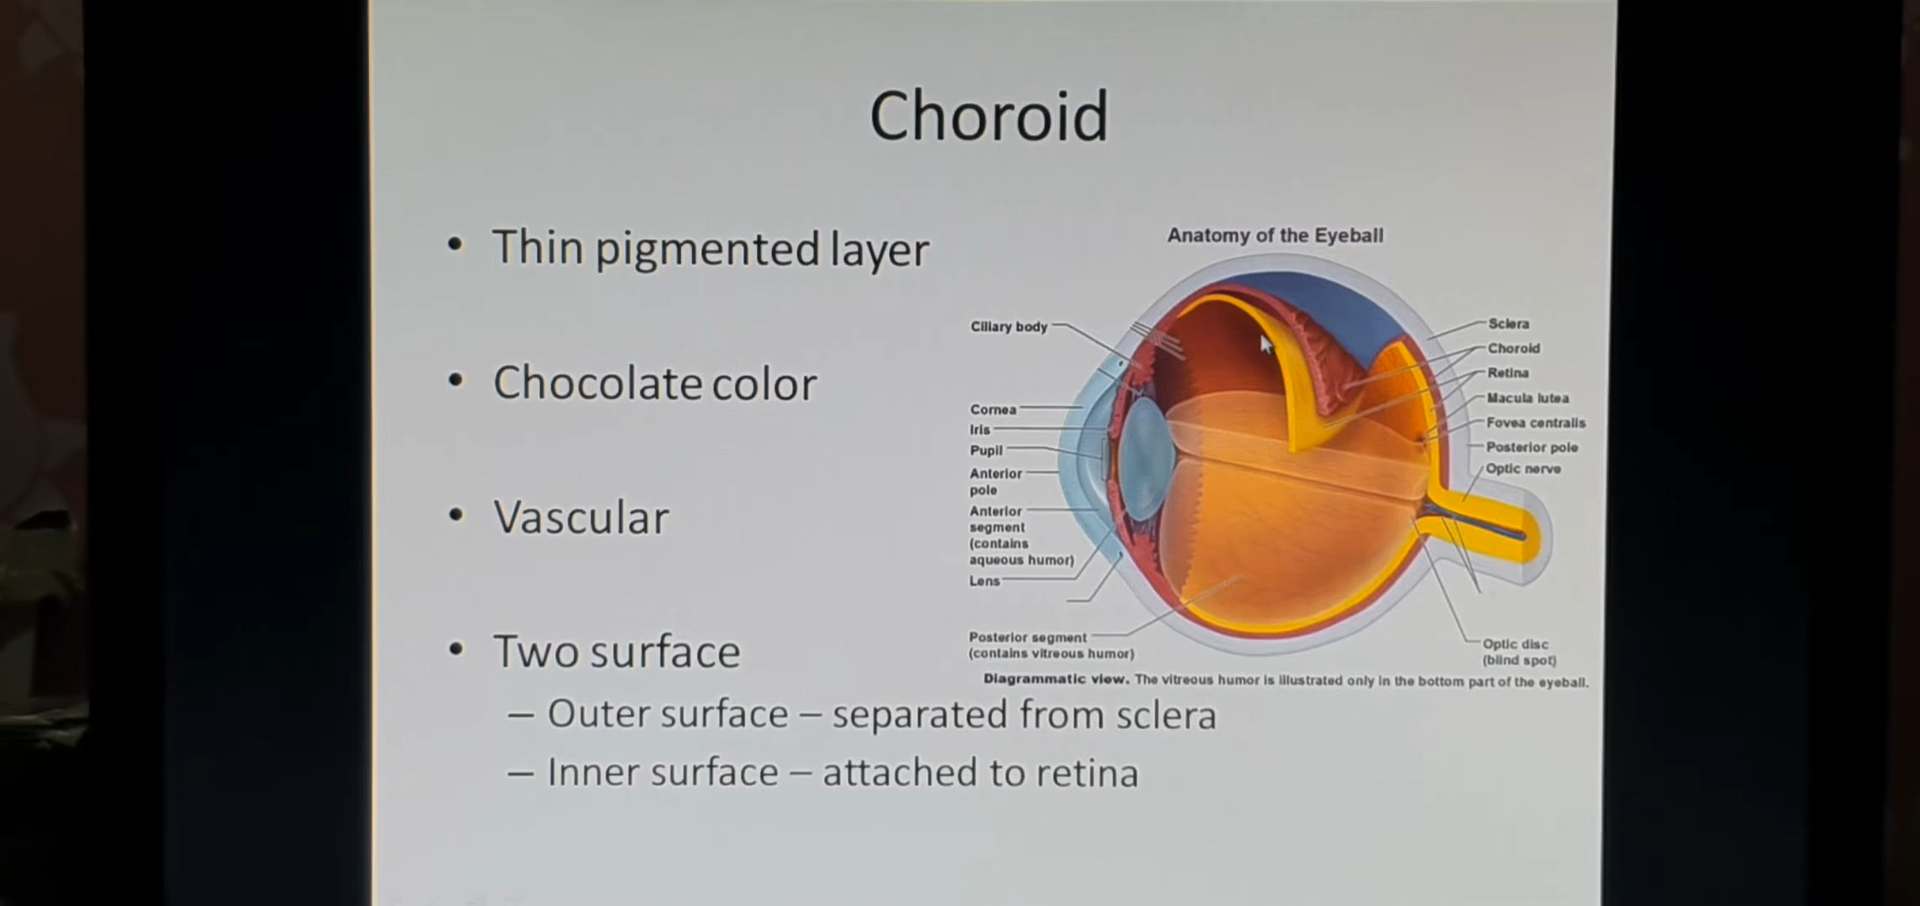 Choroid
• Thin pigmented layer
• Chocolate color
• Vascular
• Two surface
– Outer surface – separated from sclera
– Inner surface – attached to retina
Anatomy of the Eyeball
Ciliary body
Cornea
Iris
Pupil
Anterior
pole
Anterior
segment
(contains
aqueous humor)
Lens
Posterior segment
(contains vitreous humor)
Sclera
Choroid
Retina
Macula lutea
Fovea centralis
Posterior pole
Optic nerve
Optic disc
(blind spot)
Diagrammatic view. The vitreous humor is illustrated only in the bottom part of the eyeball.